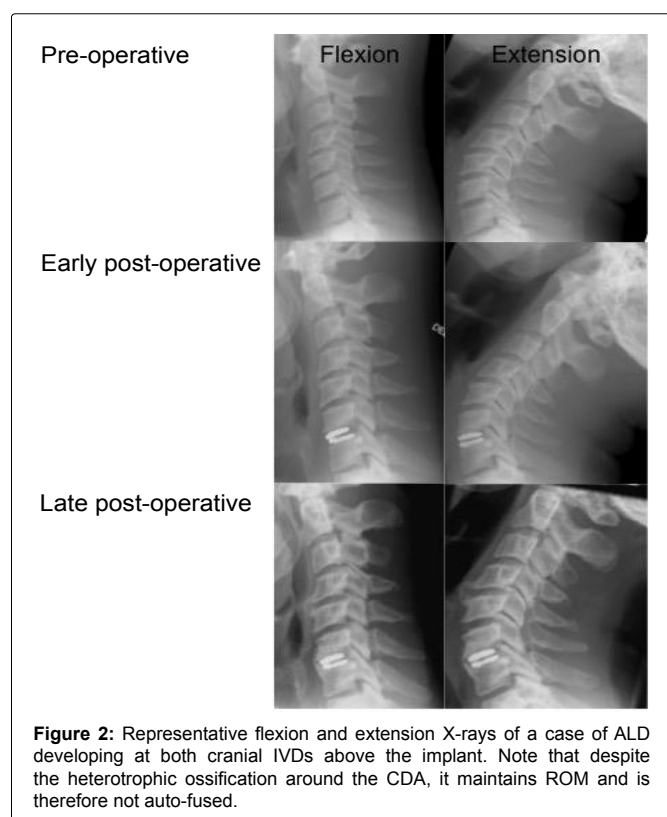 Pre-operative
Flexion
Extension
Early post-operative
Late post-operative
Figure 2: Representative flexion and extension X-rays of a case of ALD
developing at both cranial IVDs above the implant. Note that despite
the heterotrophic ossification around the CDA, it maintains ROM and is
therefore not auto-fused.